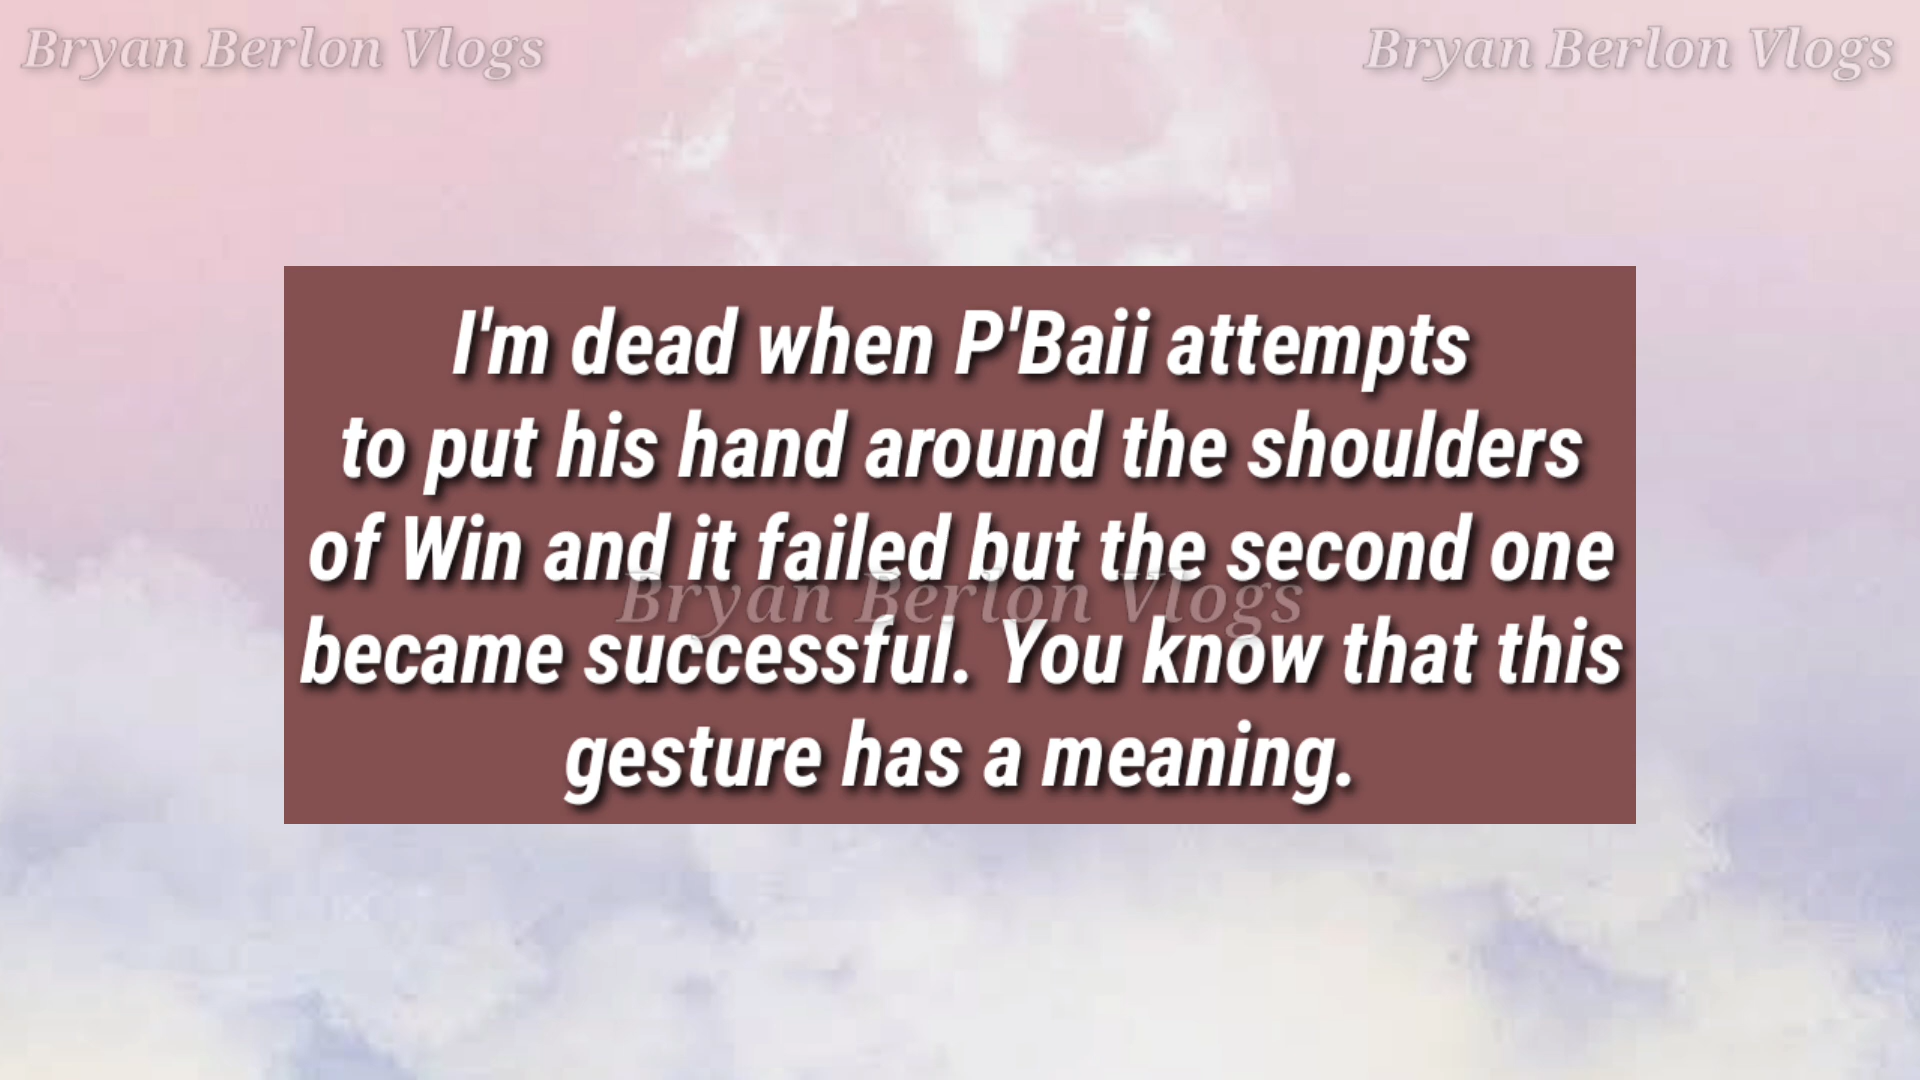 Bryan Berlon Vlogs
Bryan Berlon Vlogs
I'm dead when P'Baii attempts
to put his hand around the shoulders
of Win and it failed but the second one
Bryan Berlon Vlogs
became successful. You know that this
gesture has a meaning.